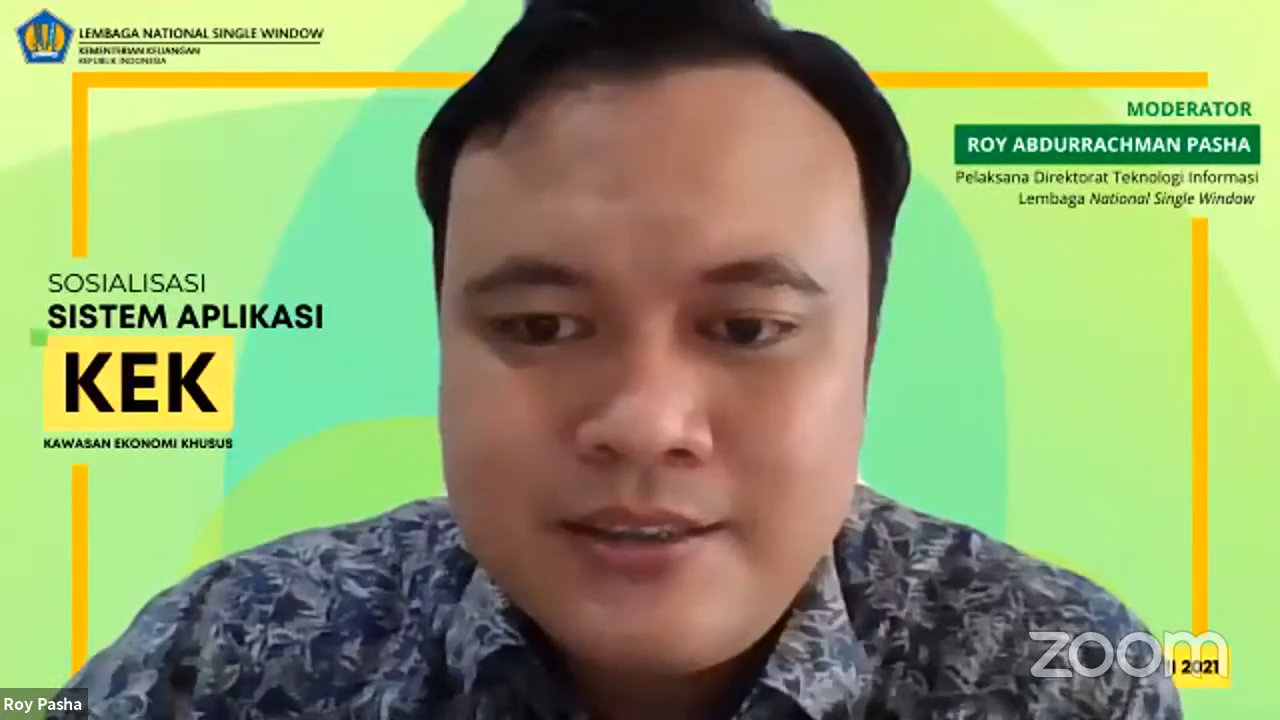 LEMBAGA NATIONAL SINGLE WINDOW
KEMENTERIAN KEUANGAN
REPUBLIK INDONESIA
MODERATOR
ROY ABDURRACHMAN PASHA
Pelaksana Direktorat Teknologi Informasi
Lembaga National Single Window
SOSIALISASI
SISTEM APLIKASI
KEK
KAWASAN EKONOMI KHUSUS
zoom
2021
Roy Pasha